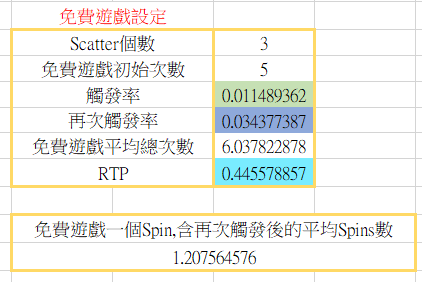 免費遊戲設定
Scatter個數 3
免費遊戲初始次數 5
觸發率 0.011489362
再次觸發率 0.034377387
免費遊戲平均總次數 6.037822878
RTP 0.445578857
免費遊戲一個Spin,含再次觸發後的平均Spins數
1.207564576